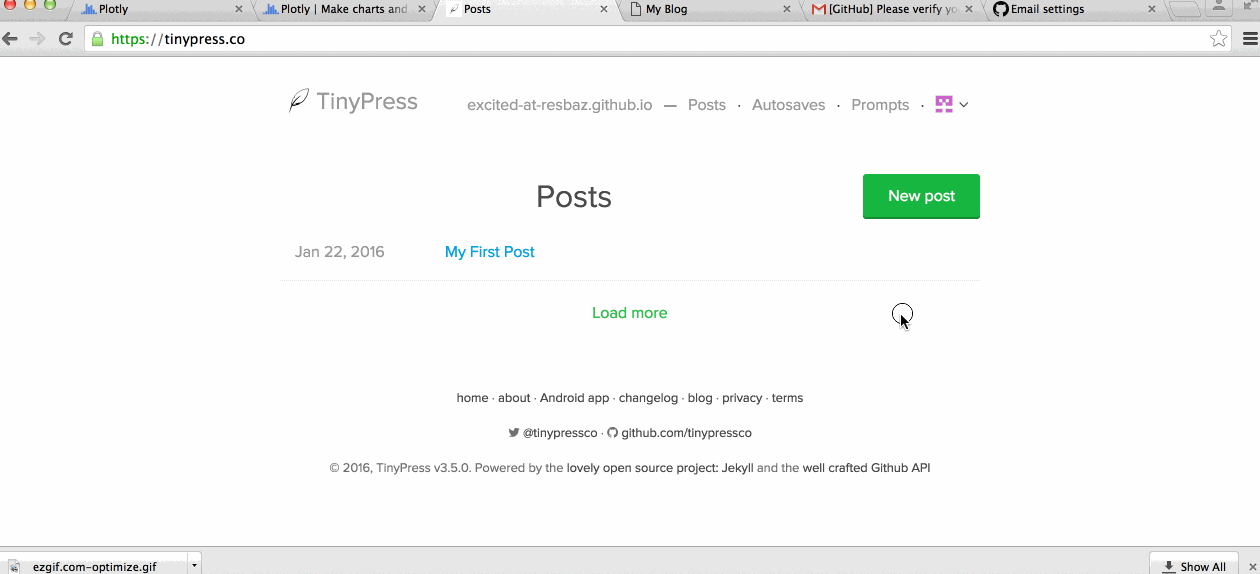 Plotly
Plotly | Make charts and
Posts
My Blog
[GitHub] Please verify yo
Email settings
https://tinypress.co
TinyPress
excited-at-resbaz.github.io — Posts · Autosaves · Prompts ·
Posts
New post
Jan 22, 2016 My First Post
Load more
home · about · Android app · changelog · blog · privacy · terms
@tinypressco · github.com/tinypressco
© 2016, TinyPress v3.5.0. Powered by the lovely open source project: Jekyll and the well crafted Github API
ezgif.com-optimize.gif
Show All